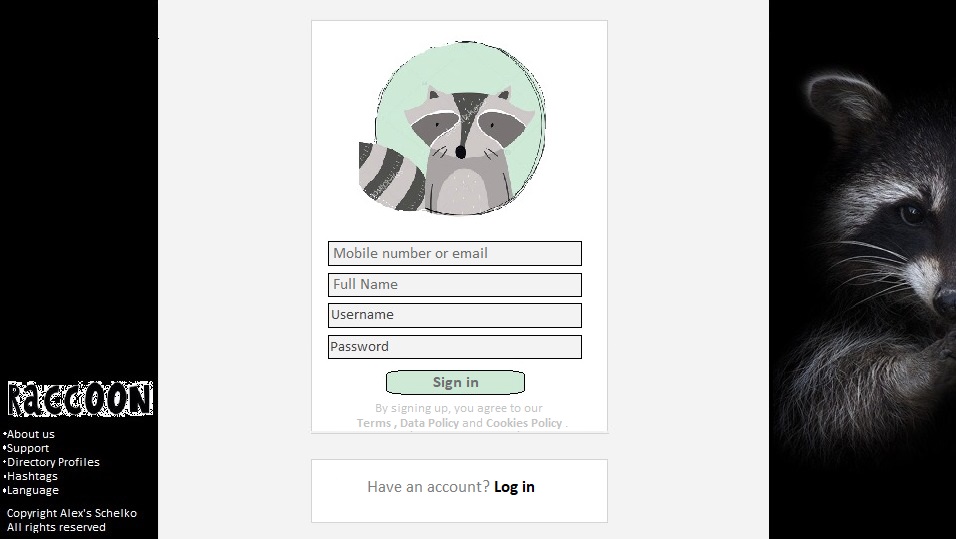 Mobile number or email
Full Name
Username
Password
Sign in
By signing up, you agree to our
Terms , Data Policy and Cookies Policy .
Have an account? Log in
RaccOON
•About us
•Support
•Directory Profiles
•Hashtags
•Language
Copyright Alex's Schelko
All rights reserved